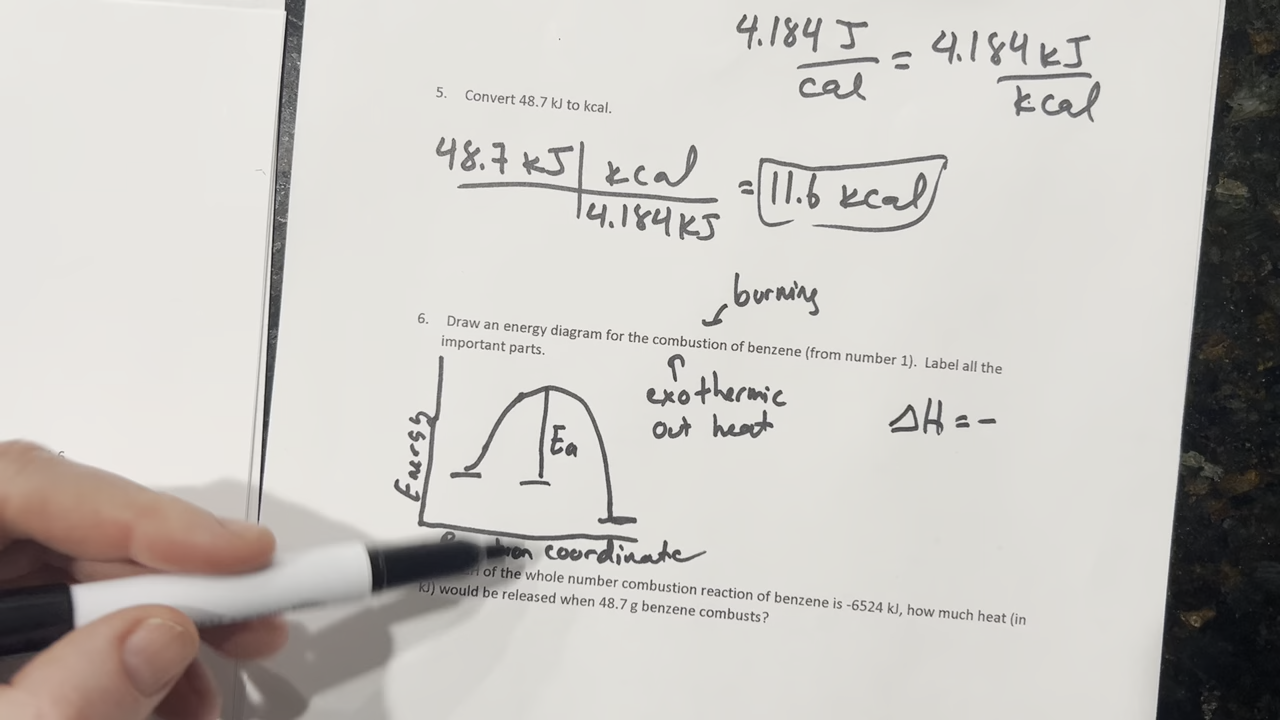 4.184 J = 4.184 kJ
cal kcal
5. Convert 48.7 kJ to kcal.
48.7 kJ | kcal = 11.6 kcal
4.184 kJ
burning
6. Draw an energy diagram for the combustion of benzene (from number 1). Label all the
important parts.
exothermic
out heat
ΔH = -
Energy
Ea
coordinate
of the whole number combustion reaction of benzene is -6524 kJ, how much heat (in
kJ) would be released when 48.7 g benzene combusts?